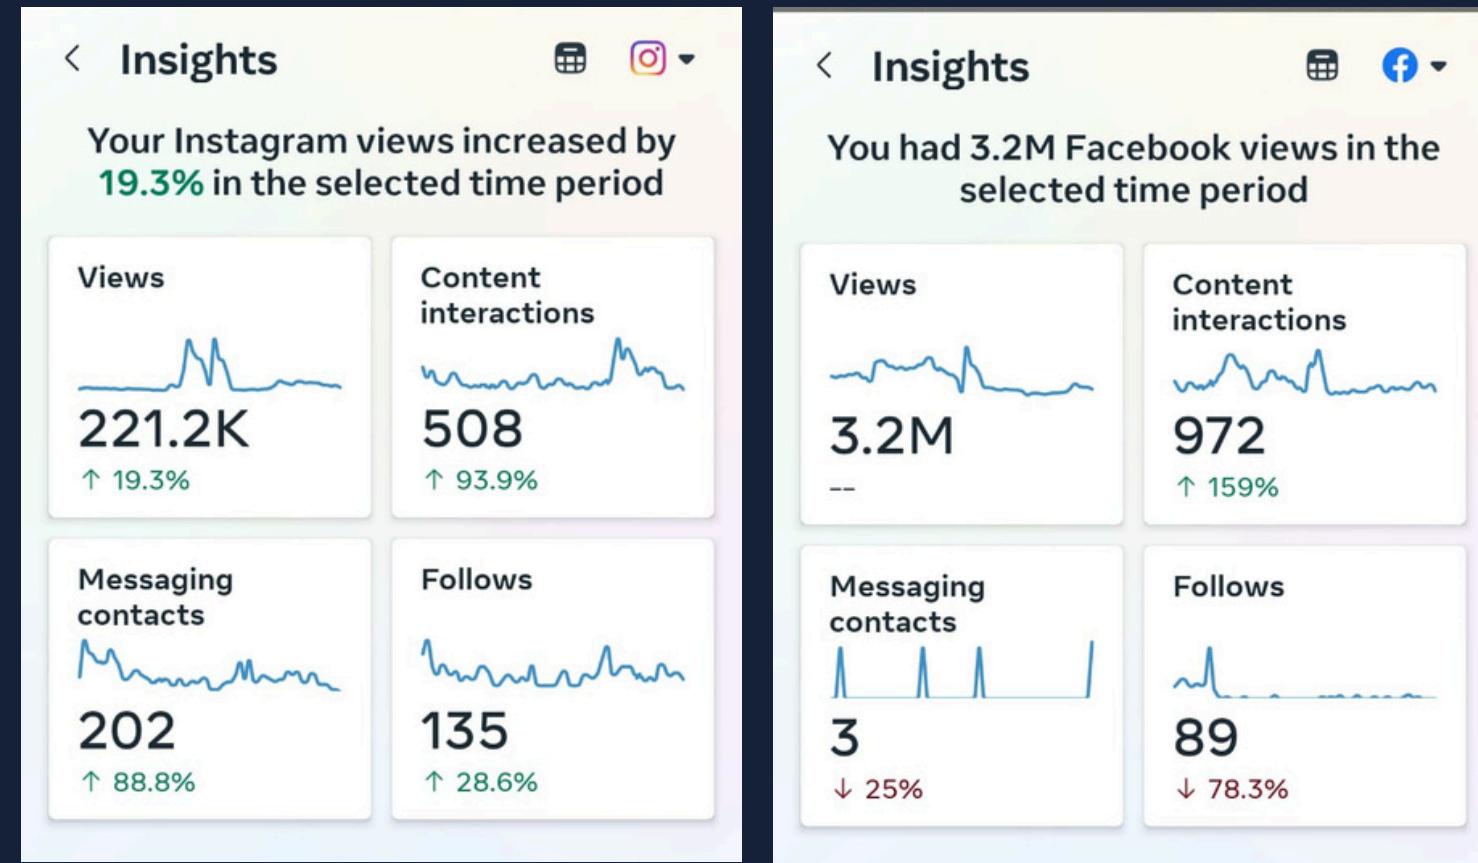 Insights
Your Instagram views increased by
19.3% in the selected time period
Views
221.2K
↑ 19.3%
Content
interactions
508
↑ 93.9%
Messaging
contacts
202
↑ 88.8%
Follows
135
↑ 28.6%
Insights
You had 3.2M Facebook views in the
selected time period
Views
3.2M
--
Content
interactions
972
↑ 159%
Messaging
contacts
3
↓ 25%
Follows
89
↓ 78.3%